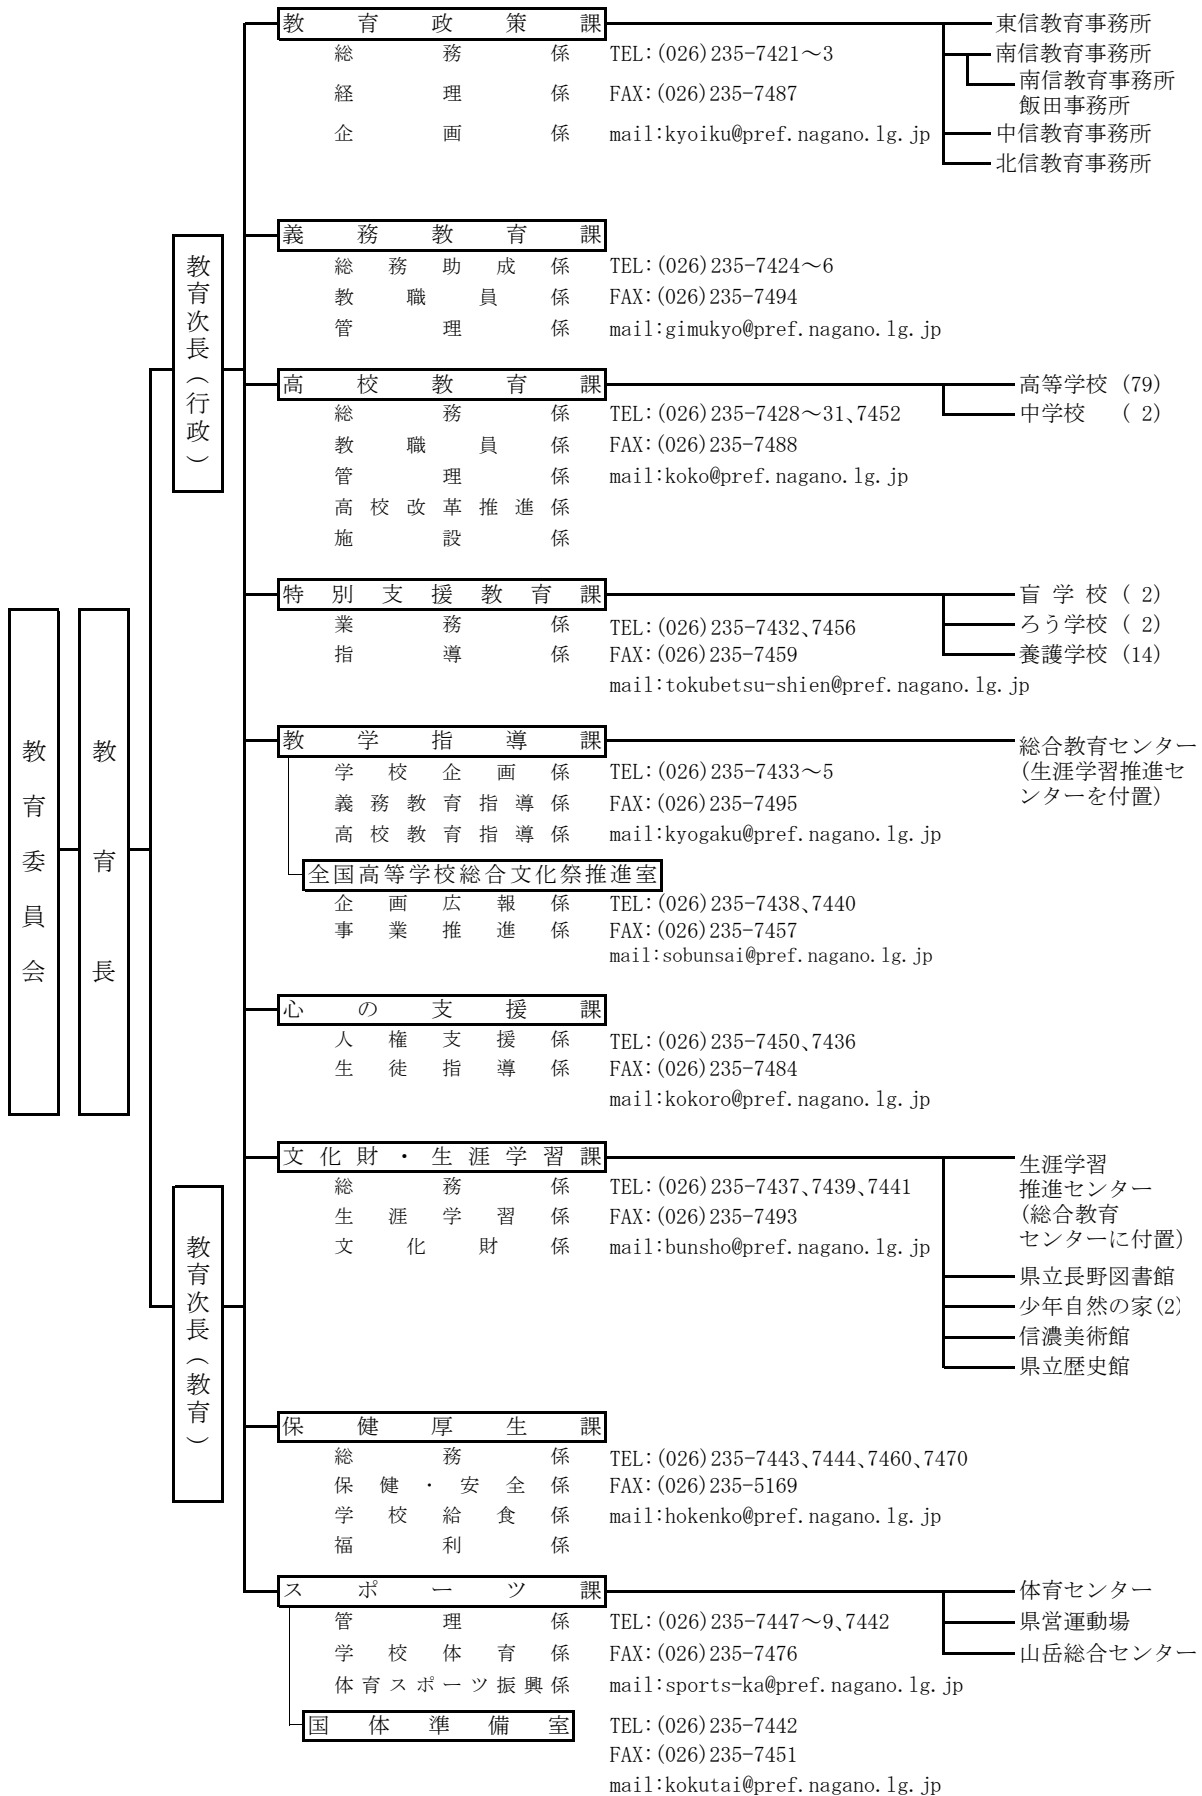 教育委員会
教育長
教育次長（行政）
教育次長（教育）
教育政策課
総務係 TEL:(026)235-7421～3
経理係 FAX:(026)235-7487
企画係 mail:kyoiku@pref.nagano.lg.jp
東信教育事務所
南信教育事務所
南信教育事務所
飯田事務所
中信教育事務所
北信教育事務所
義務教育課
総務助成係 TEL:(026)235-7424～6
教職員係 FAX:(026)235-7494
管理係 mail:gimukyo@pref.nagano.lg.jp
高校教育課
総務係 TEL:(026)235-7428～31、7452
教職員係 FAX:(026)235-7488
管理係 mail:koko@pref.nagano.lg.jp
高校改革推進係
施設係
高等学校 (79)
中学校 ( 2)
特別支援教育課
業務係 TEL:(026)235-7432、7456
指導係 FAX:(026)235-7459
mail:tokubetsu-shien@pref.nagano.lg.jp
盲学校 ( 2)
ろう学校 ( 2)
養護学校 (14)
教学指導課
学校企画係 TEL:(026)235-7433～5
義務教育指導係 FAX:(026)235-7495
高校教育指導係 mail:kyogaku@pref.nagano.lg.jp
総合教育センター
(生涯学習推進セ
ンターを付置)
全国高等学校総合文化祭推進室
企画広報係 TEL:(026)235-7438、7440
事業推進係 FAX:(026)235-7457
mail:sobunsai@pref.nagano.lg.jp
心の支援課
人権支援係 TEL:(026)235-7450、7436
生徒指導係 FAX:(026)235-7484
mail:kokoro@pref.nagano.lg.jp
文化財・生涯学習課
総務係 TEL:(026)235-7437、7439、7441
生涯学習係 FAX:(026)235-7493
文化財係 mail:bunsho@pref.nagano.lg.jp
生涯学習
推進センター
(総合教育
センターに付置)
県立長野図書館
少年自然の家(2)
信濃美術館
県立歴史館
保健厚生課
総務係 TEL:(026)235-7443、7444、7460、7470
保健・安全係 FAX:(026)235-5169
学校給食係 mail:hokenko@pref.nagano.lg.jp
福利係
スポーツ課
管理係 TEL:(026)235-7447～9、7442
学校体育係 FAX:(026)235-7476
体育スポーツ振興係 mail:sports-ka@pref.nagano.lg.jp
体育センター
県営運動場
山岳総合センター
国体準備室 TEL:(026)235-7442
FAX:(026)235-7451
mail:kokutai@pref.nagano.lg.jp